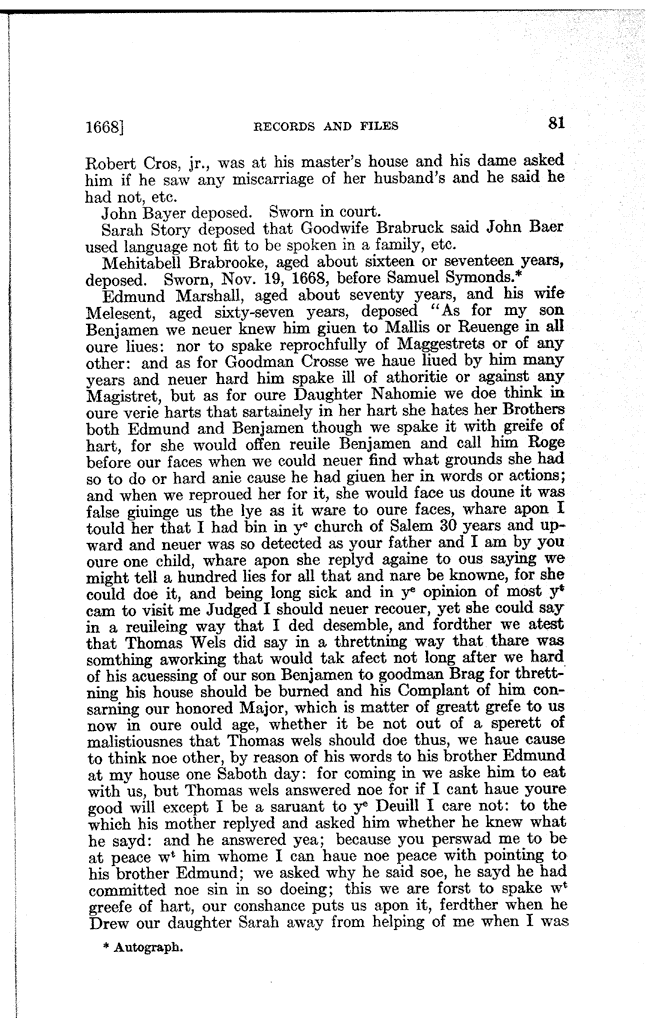 1668] RECORDS AND FILES 81
Robert Cros, jr., was at his master's house and his dame asked
him if he saw any miscarriage of her husband's and he said he
had not, etc.
John Bayer deposed. Sworn in court.
Sarah Story deposed that Goodwife Brabruck said John Baer
used language not fit to be spoken in a family, etc.
Mehitabell Brabrooke, aged about sixteen or seventeen years,
deposed. Sworn, Nov. 19, 1668, before Samuel Symonds.*
Edmund Marshall, aged about seventy years, and his wife
Melesent, aged sixty-seven years, deposed "As for my son
Benjamen we neuer knew him giuen to Mallis or Reuenge in all
oure liues: nor to spake reprochfully of Maggestrets or of any
other: and as for Goodman Crosse we haue liued by him many
years and neuer hard him spake ill of athoritie or against any
Magistret, but as for oure Daughter Nahomie we doe think in
oure verie harts that sartainely in her hart she hates her Brothers
both Edmund and Benjamen though we spake it with greife of
hart, for she would offen reuile Benjamen and call him Roge
before our faces when we could neuer find what grounds she had
so to do or hard anie cause he had giuen her in words or actions;
and when we reproued her for it, she would face us doune it was
false giuinge us the lye as it ware to oure faces, whare apon I
tould her that I had bin in yᵉ church of Salem 30 years and up-
ward and neuer was so detected as your father and I am by you
oure one child, whare apon she replyd againe to ous saying we
might tell a hundred lies for all that and nare be knowne, for she
could doe it, and being long sick and in yᵉ opinion of most yᵗ
cam to visit me Judged I should neuer recouer, yet she could say
in a reuileing way that I ded desemble, and fordther we atest
that Thomas Wels did say in a threttning way that thare was
somthing aworking that would tak afect not long after we hard
of his acuessing of our son Benjamen to goodman Brag for thrett-
ning his house should be burned and his Complant of him con-
sarning our honored Major, which is matter of greatt grefe to us
now in oure ould age, whether it be not out of a sperett of
malistiousnes that Thomas wels should doe thus, we haue cause
to think noe other, by reason of his words to his brother Edmund
at my house one Saboth day: for coming in we aske him to eat
with us, but Thomas wels answered noe for if I cant haue youre
good will except I be a saruant to yᵉ Deuill I care not: to the
which his mother replyed and asked him whether he knew what
he sayd: and he answered yea; because you perswad me to be
at peace wᵗ him whome I can haue noe peace with pointing to
his brother Edmund; we asked why he said soe, he sayd he had
committed noe sin in so doeing; this we are forst to spake wᵗ
greefe of hart, our conshance puts us apon it, ferdther when he
Drew our daughter Sarah away from helping of me when I was
* Autograph.